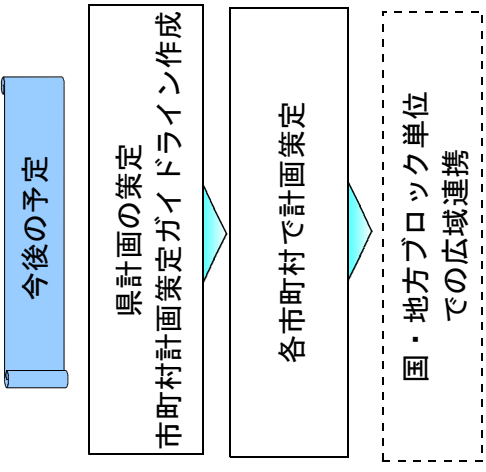 今後の予定
県計画の策定
市町村計画策定ガイドライン作成
各市町村で計画策定
国・地方ブロック単位
での広域連携